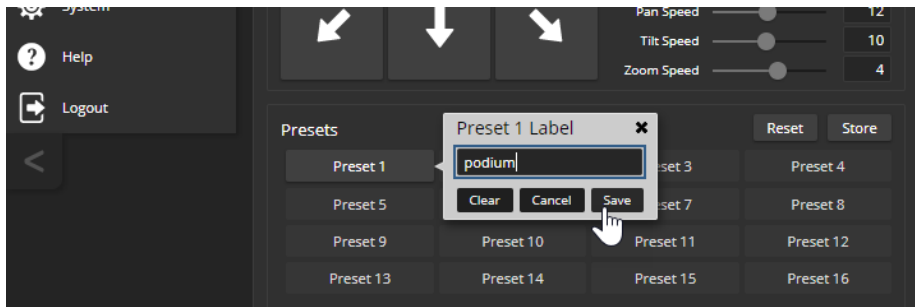 System
Help
Logout
<
Pan Speed 12
Tilt Speed 10
Zoom Speed 4
Presets
Reset Store
Preset 1 Label ✖
podium
Clear Cancel Save
Preset 1 set 3 Preset 4
Preset 5 set 7 Preset 8
Preset 9 Preset 10 Preset 11 Preset 12
Preset 13 Preset 14 Preset 15 Preset 16